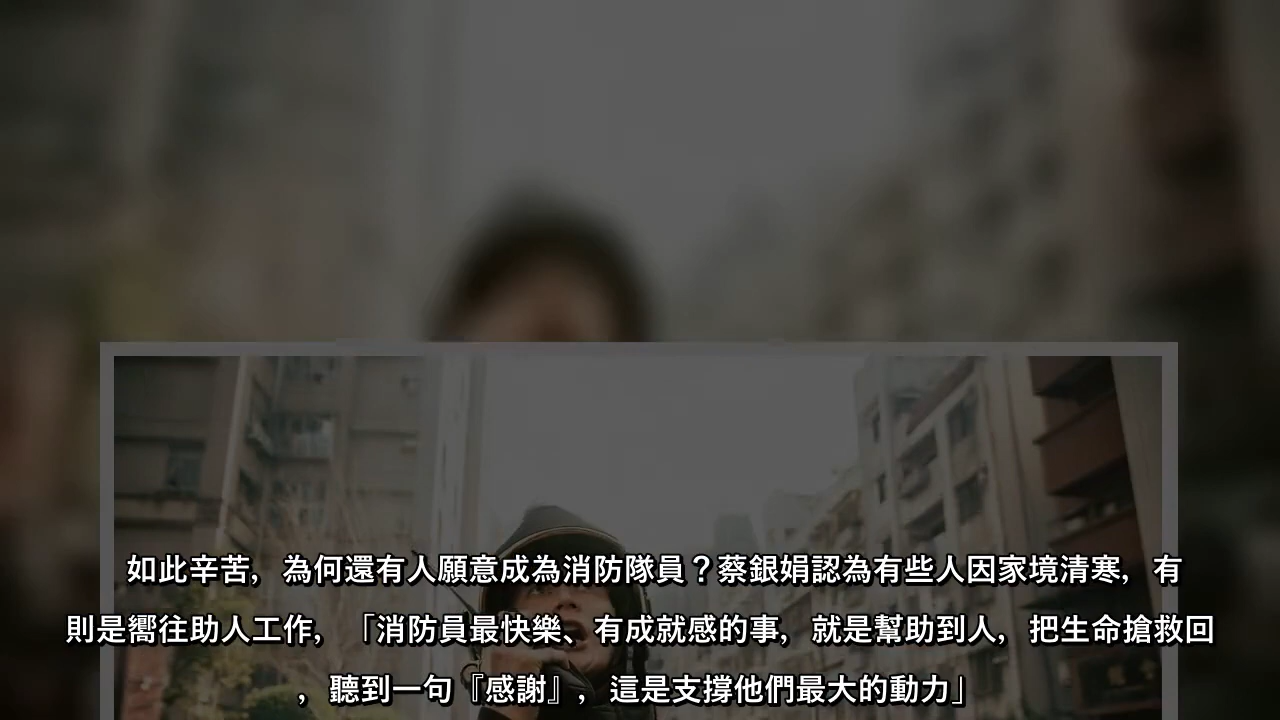 如此辛苦，為何還有人願意成為消防隊員？蔡銀娟認為有些人因家境清寒，有
則是嚮往助人工作，「消防員最快樂、有成就感的事，就是幫助到人，把生命搶救回
，聽到一句『感謝』，這是支撐他們最大的動力」